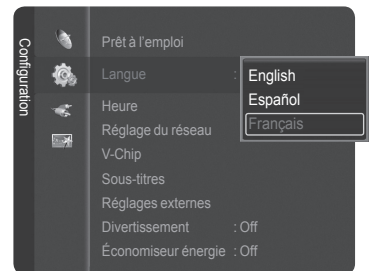 Configuration
Prêt à l'emploi
Langue :
English
Español
Français
Heure
Réglage du réseau
V-Chip
Sous-titres
Réglages externes
Divertissement : Off
Économiseur énergie : Off